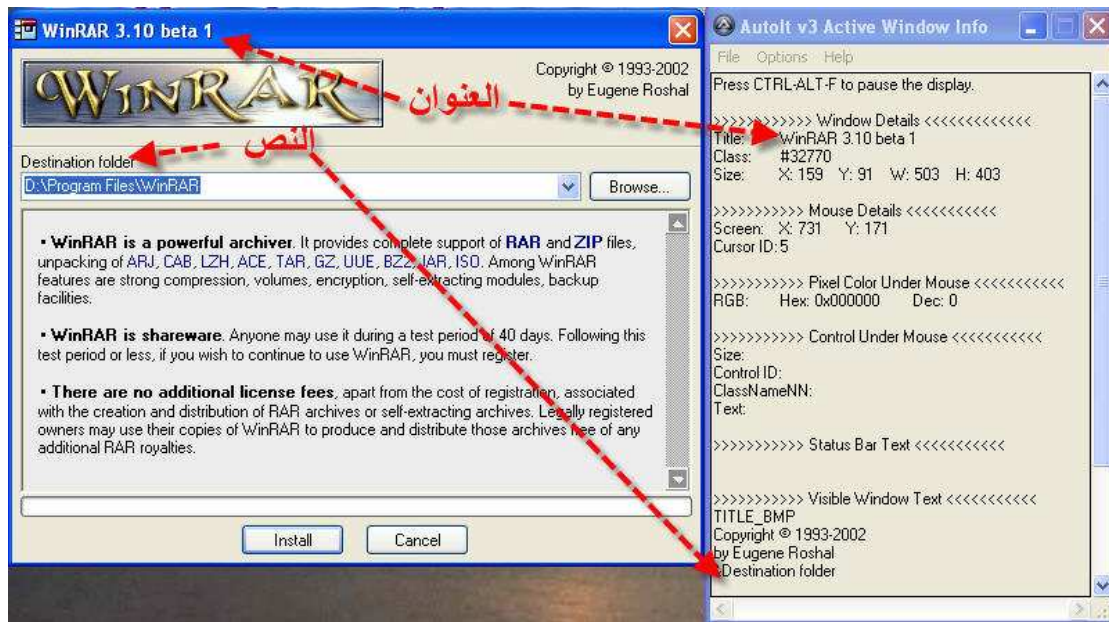 WinRAR 3.10 beta 1
WINRAR
Copyright © 1993-2002
by Eugene Roshal
العنوان
النص
Destination folder
D:\Program Files\WinRAR
Browse...
• WinRAR is a powerful archiver. It provides complete support of RAR and ZIP files,
unpacking of ARJ, CAB, LZH, ACE, TAR, GZ, UUE, BZ2, JAR, ISO. Among WinRAR
features are strong compression, volumes, encryption, self-extracting modules, backup
facilities.
• WinRAR is shareware. Anyone may use it during a test period of 40 days. Following this
test period or less, if you wish to continue to use WinRAR, you must register.
• There are no additional license fees, apart from the cost of registration, associated
with the creation and distribution of RAR archives or self-extracting archives. Legally registered
owners may use their copies of WinRAR to produce and distribute those archives free of any
additional RAR royalties.
Install
Cancel
AutoIt v3 Active Window Info
File Options Help
Press CTRL-ALT-F to pause the display.
>>>>>>>>>>> Window Details <<<<<<<<<<<<<
Title: WinRAR 3.10 beta 1
Class: #32770
Size: X: 159 Y: 91 W: 503 H: 403
>>>>>>>>>>> Mouse Details <<<<<<<<<<<
Screen: X: 731 Y: 171
Cursor ID: 5
>>>>>>>>>>> Pixel Color Under Mouse <<<<<<<<<<<
RGB: Hex: 0x000000 Dec: 0
>>>>>>>>>>> Control Under Mouse <<<<<<<<<<<
Size:
Control ID:
ClassNameNN:
Text:
>>>>>>>>>>> Status Bar Text <<<<<<<<<<<
>>>>>>>>>>> Visible Window Text <<<<<<<<<<<
TITLE_BMP
Copyright © 1993-2002
by Eugene Roshal
Destination folder